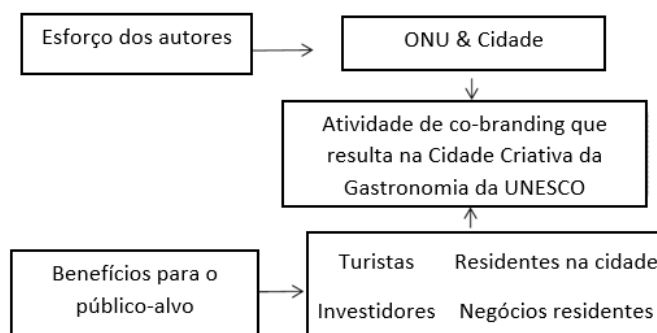 Esforço dos autores
ONU & Cidade
Atividade de co-branding que
resulta na Cidade Criativa da
Gastronomia da UNESCO
Benefícios para o
público-alvo
Turistas Residentes na cidade
Investidores Negócios residentes